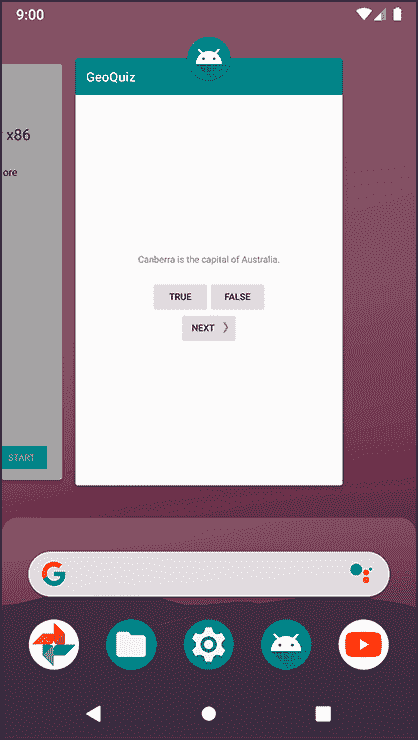 9:00
GeoQuiz
x86
ore
Canberra is the capital of Australia.
TRUE FALSE
NEXT
START